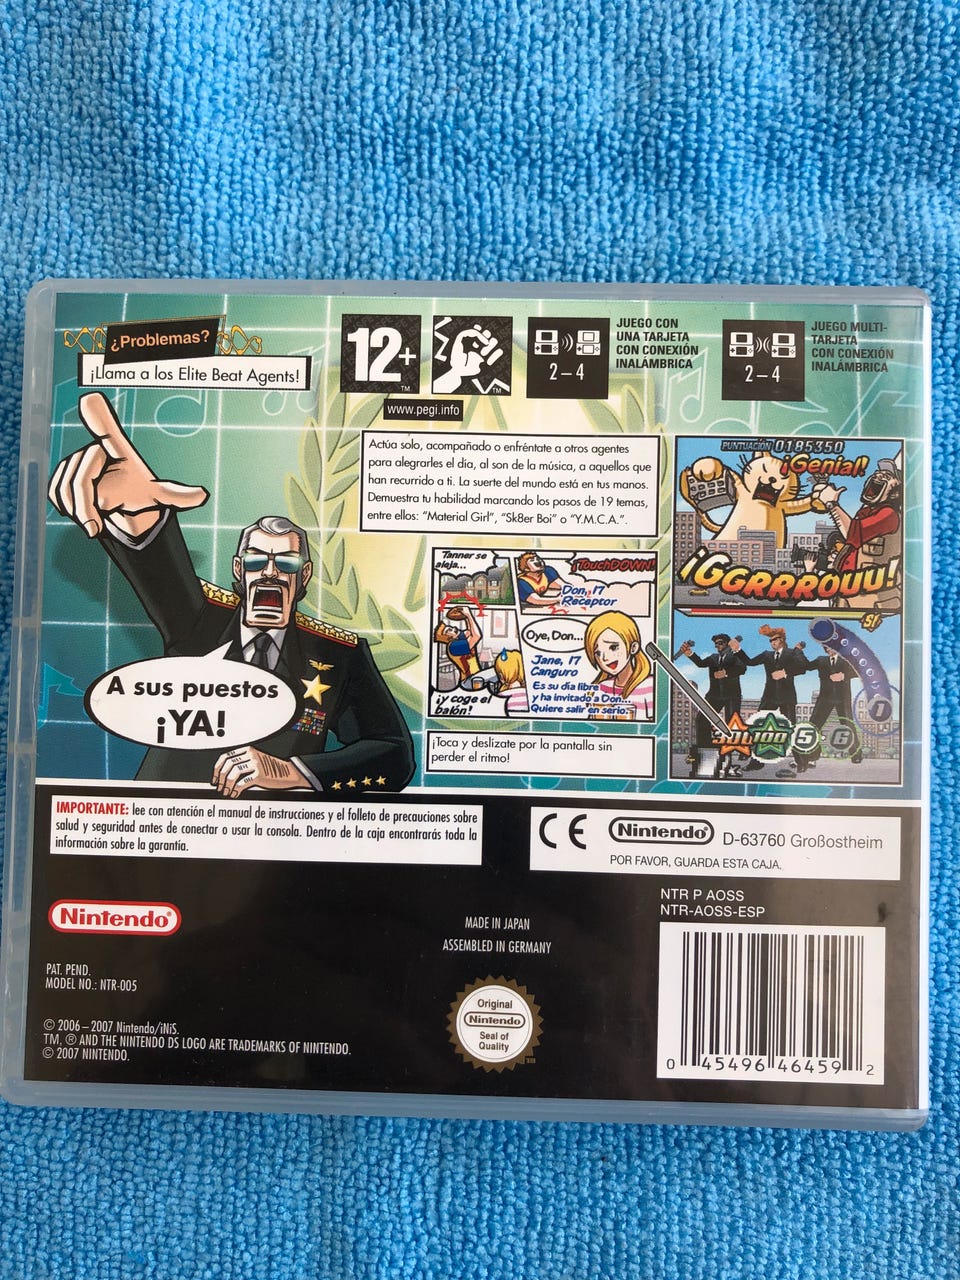 ¿Problemas?
¡Llama a los Elite Beat Agents!
12+
TM
TM
www.pegi.info
2–4
JUEGO CON
UNA TARJETA
CON CONEXIÓN
INALÁMBRICA
2–4
JUEGO MULTI-
TARJETA
CON CONEXIÓN
INALÁMBRICA
Actúa solo, acompañado o enfréntate a otros agentes
para alegrarles el día, al son de la música, a aquellos que
han recurrido a ti. La suerte del mundo está en tus manos.
Demuestra tu habilidad marcando los pasos de 19 temas,
entre ellos: “Material Girl”, “Sk8er Boi” o “Y.M.C.A.”.
PUNTUACIÓN 0185350
¡Genial!
¡GGRRROUU!
SÍ
100
5
6
1
Tanner se
aleja...
¡TouchDOWN!
Don, 17
Receptor
¡y coge el
balón!
Oye, Don...
Jane, 17
Canguro
Es su día libre
y ha invitado a Don...
Quiere salir en serio.
¡Toca y deslízate por la pantalla sin
perder el ritmo!
A sus puestos
¡YA!
IMPORTANTE: lee con atención el manual de instrucciones y el folleto de precauciones sobre
salud y seguridad antes de conectar o usar la consola. Dentro de la caja encontrarás toda la
información sobre la garantía.
CE Nintendo® D-63760 Großostheim
POR FAVOR, GUARDA ESTA CAJA.
NTR P AOSS
NTR-AOSS-ESP
Nintendo®
MADE IN JAPAN
ASSEMBLED IN GERMANY
PAT. PEND.
MODEL NO.: NTR-005
© 2006–2007 Nintendo/iNiS.
TM, ® AND THE NINTENDO DS LOGO ARE TRADEMARKS OF NINTENDO.
© 2007 NINTENDO.
Original
Nintendo
Seal of
Quality
TM
0 45496 46459 2